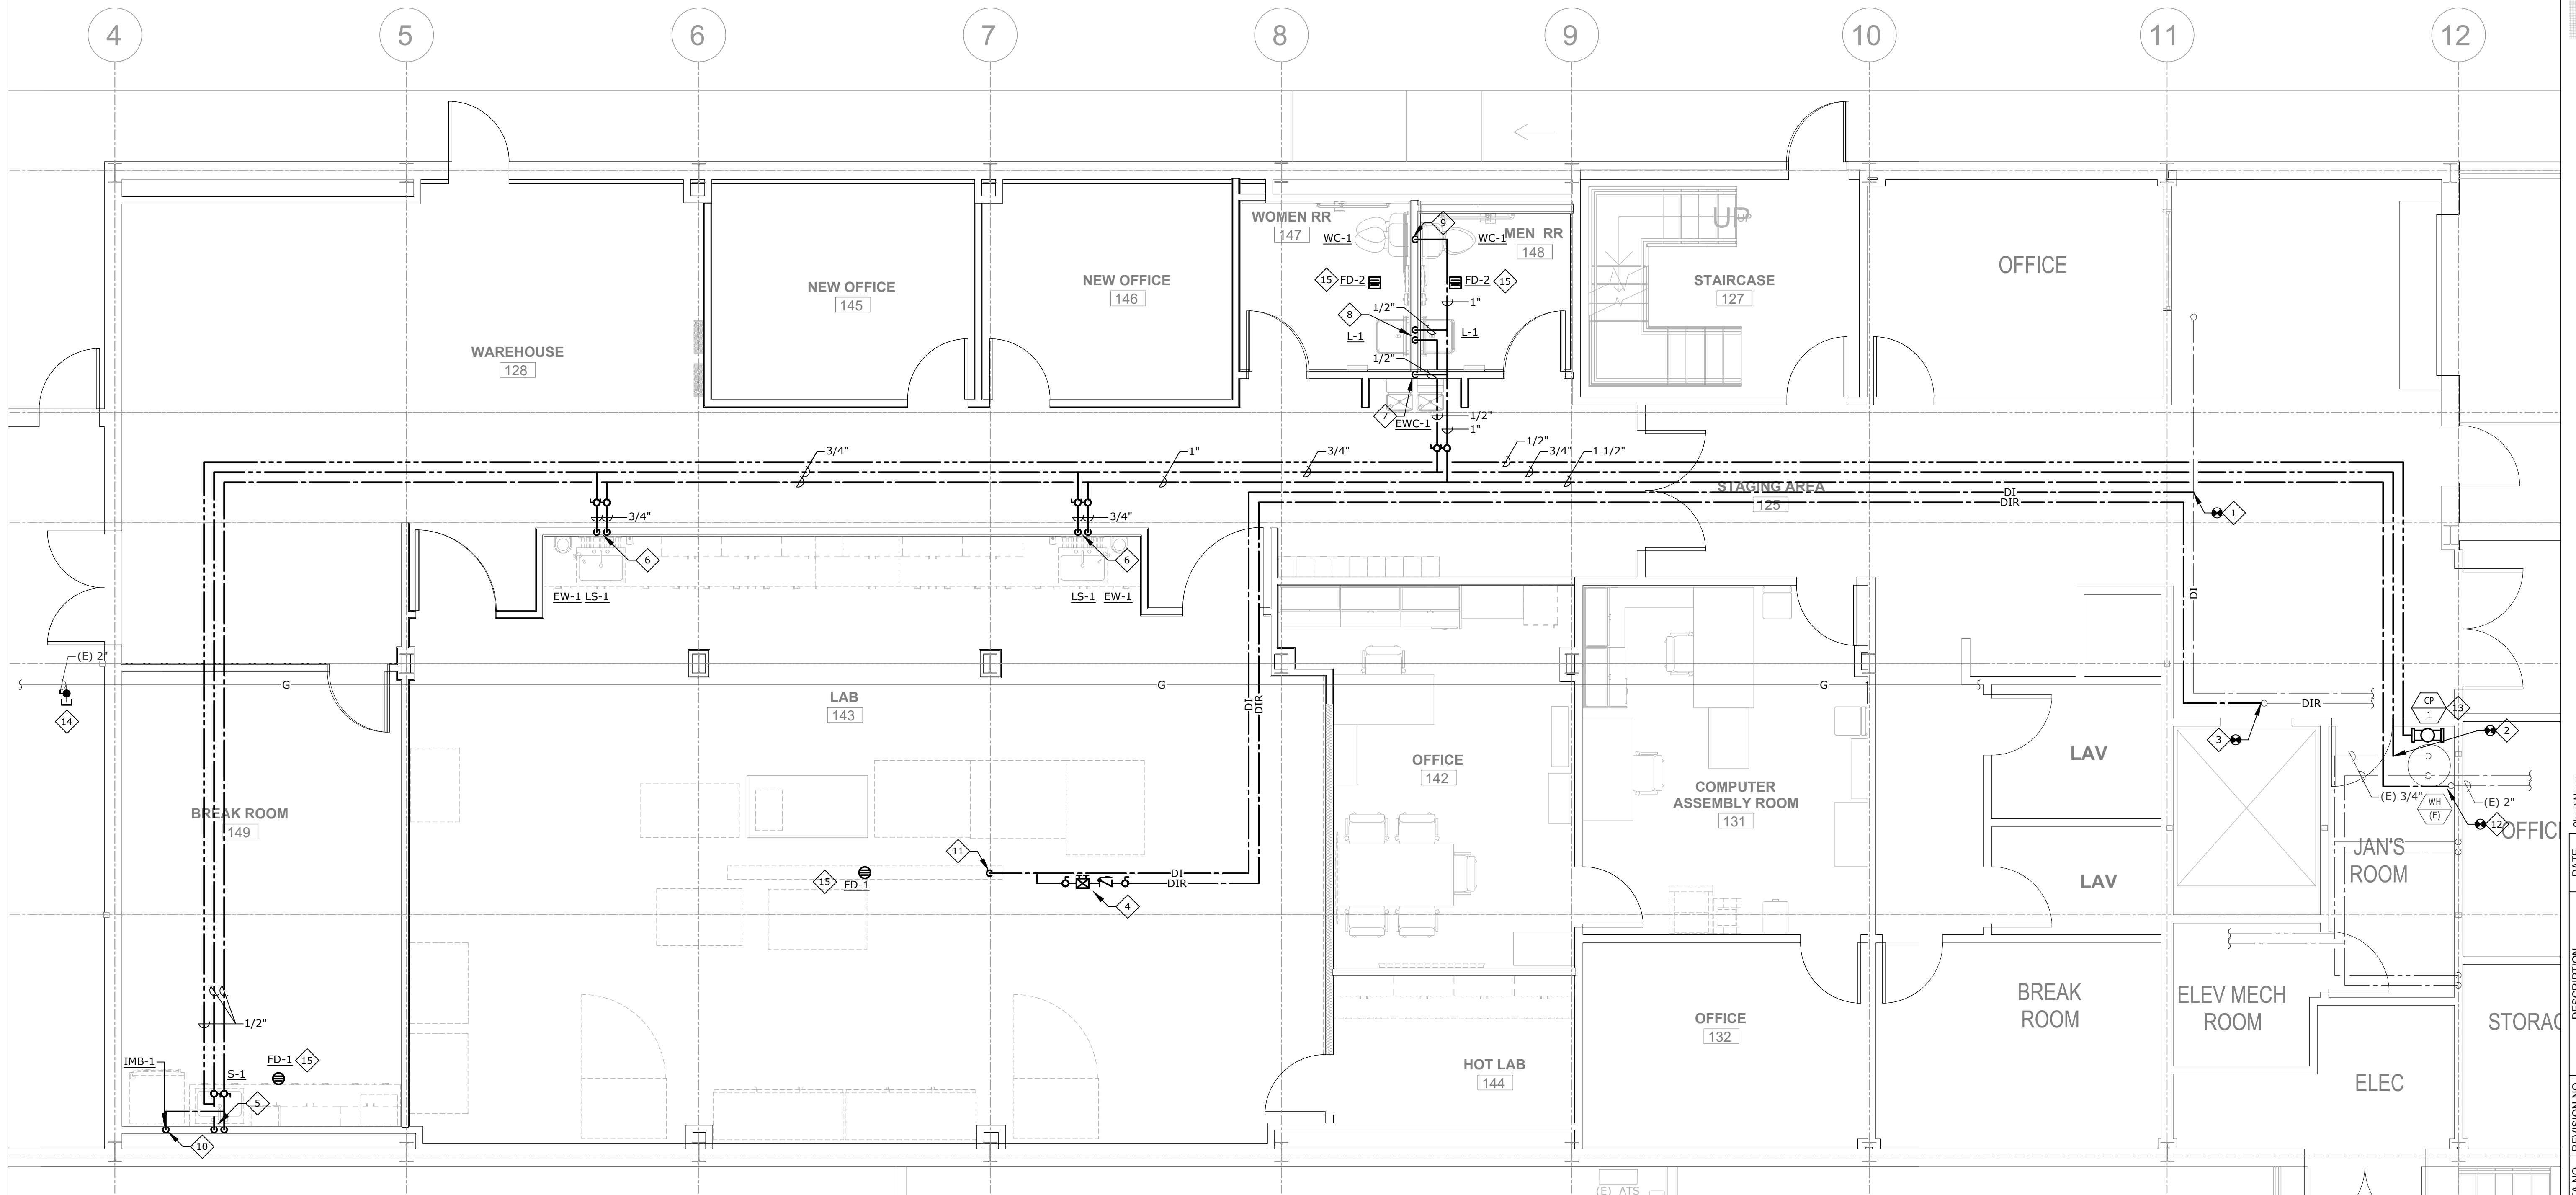 4 5 6 7 8 9 10 11 12
WOMEN RR
147
WC-1
9
WC-1
MEN RR
148
UP
UP
OFFICE
NEW OFFICE
145
NEW OFFICE
146
15 FD-2
FD-2 15
STAIRCASE
127
1"
1/2"
8
L-1
L-1
WAREHOUSE
128
1/2"
7
1/2"
EWC-1
1"
3/4"
1"
3/4"
1/2"
3/4"
1 1/2"
STAGING AREA
125
DI
DIR
1
3/4"
3/4"
6
6
EW-1 LS-1
LS-1 EW-1
DI
(E) 2"
14
G
G
G
LAB
143
DI
DIR
DIR
CP
1
13
2
3
LAV
OFFICE
142
COMPUTER
ASSEMBLY ROOM
131
(E) 3/4"
WH
(E)
(E) 2"
12
BREAK ROOM
149
JAN'S
ROOM
11
DI
DIR
15
FD-1
4
LAV
BREAK
ROOM
ELEV MECH
ROOM
1/2"
OFFICE
132
IMB-1
FD-1 15
S-1
5
10
HOT LAB
144
ELEC
(E) ATS
DATE
DESCRIPTION
REVISION NO